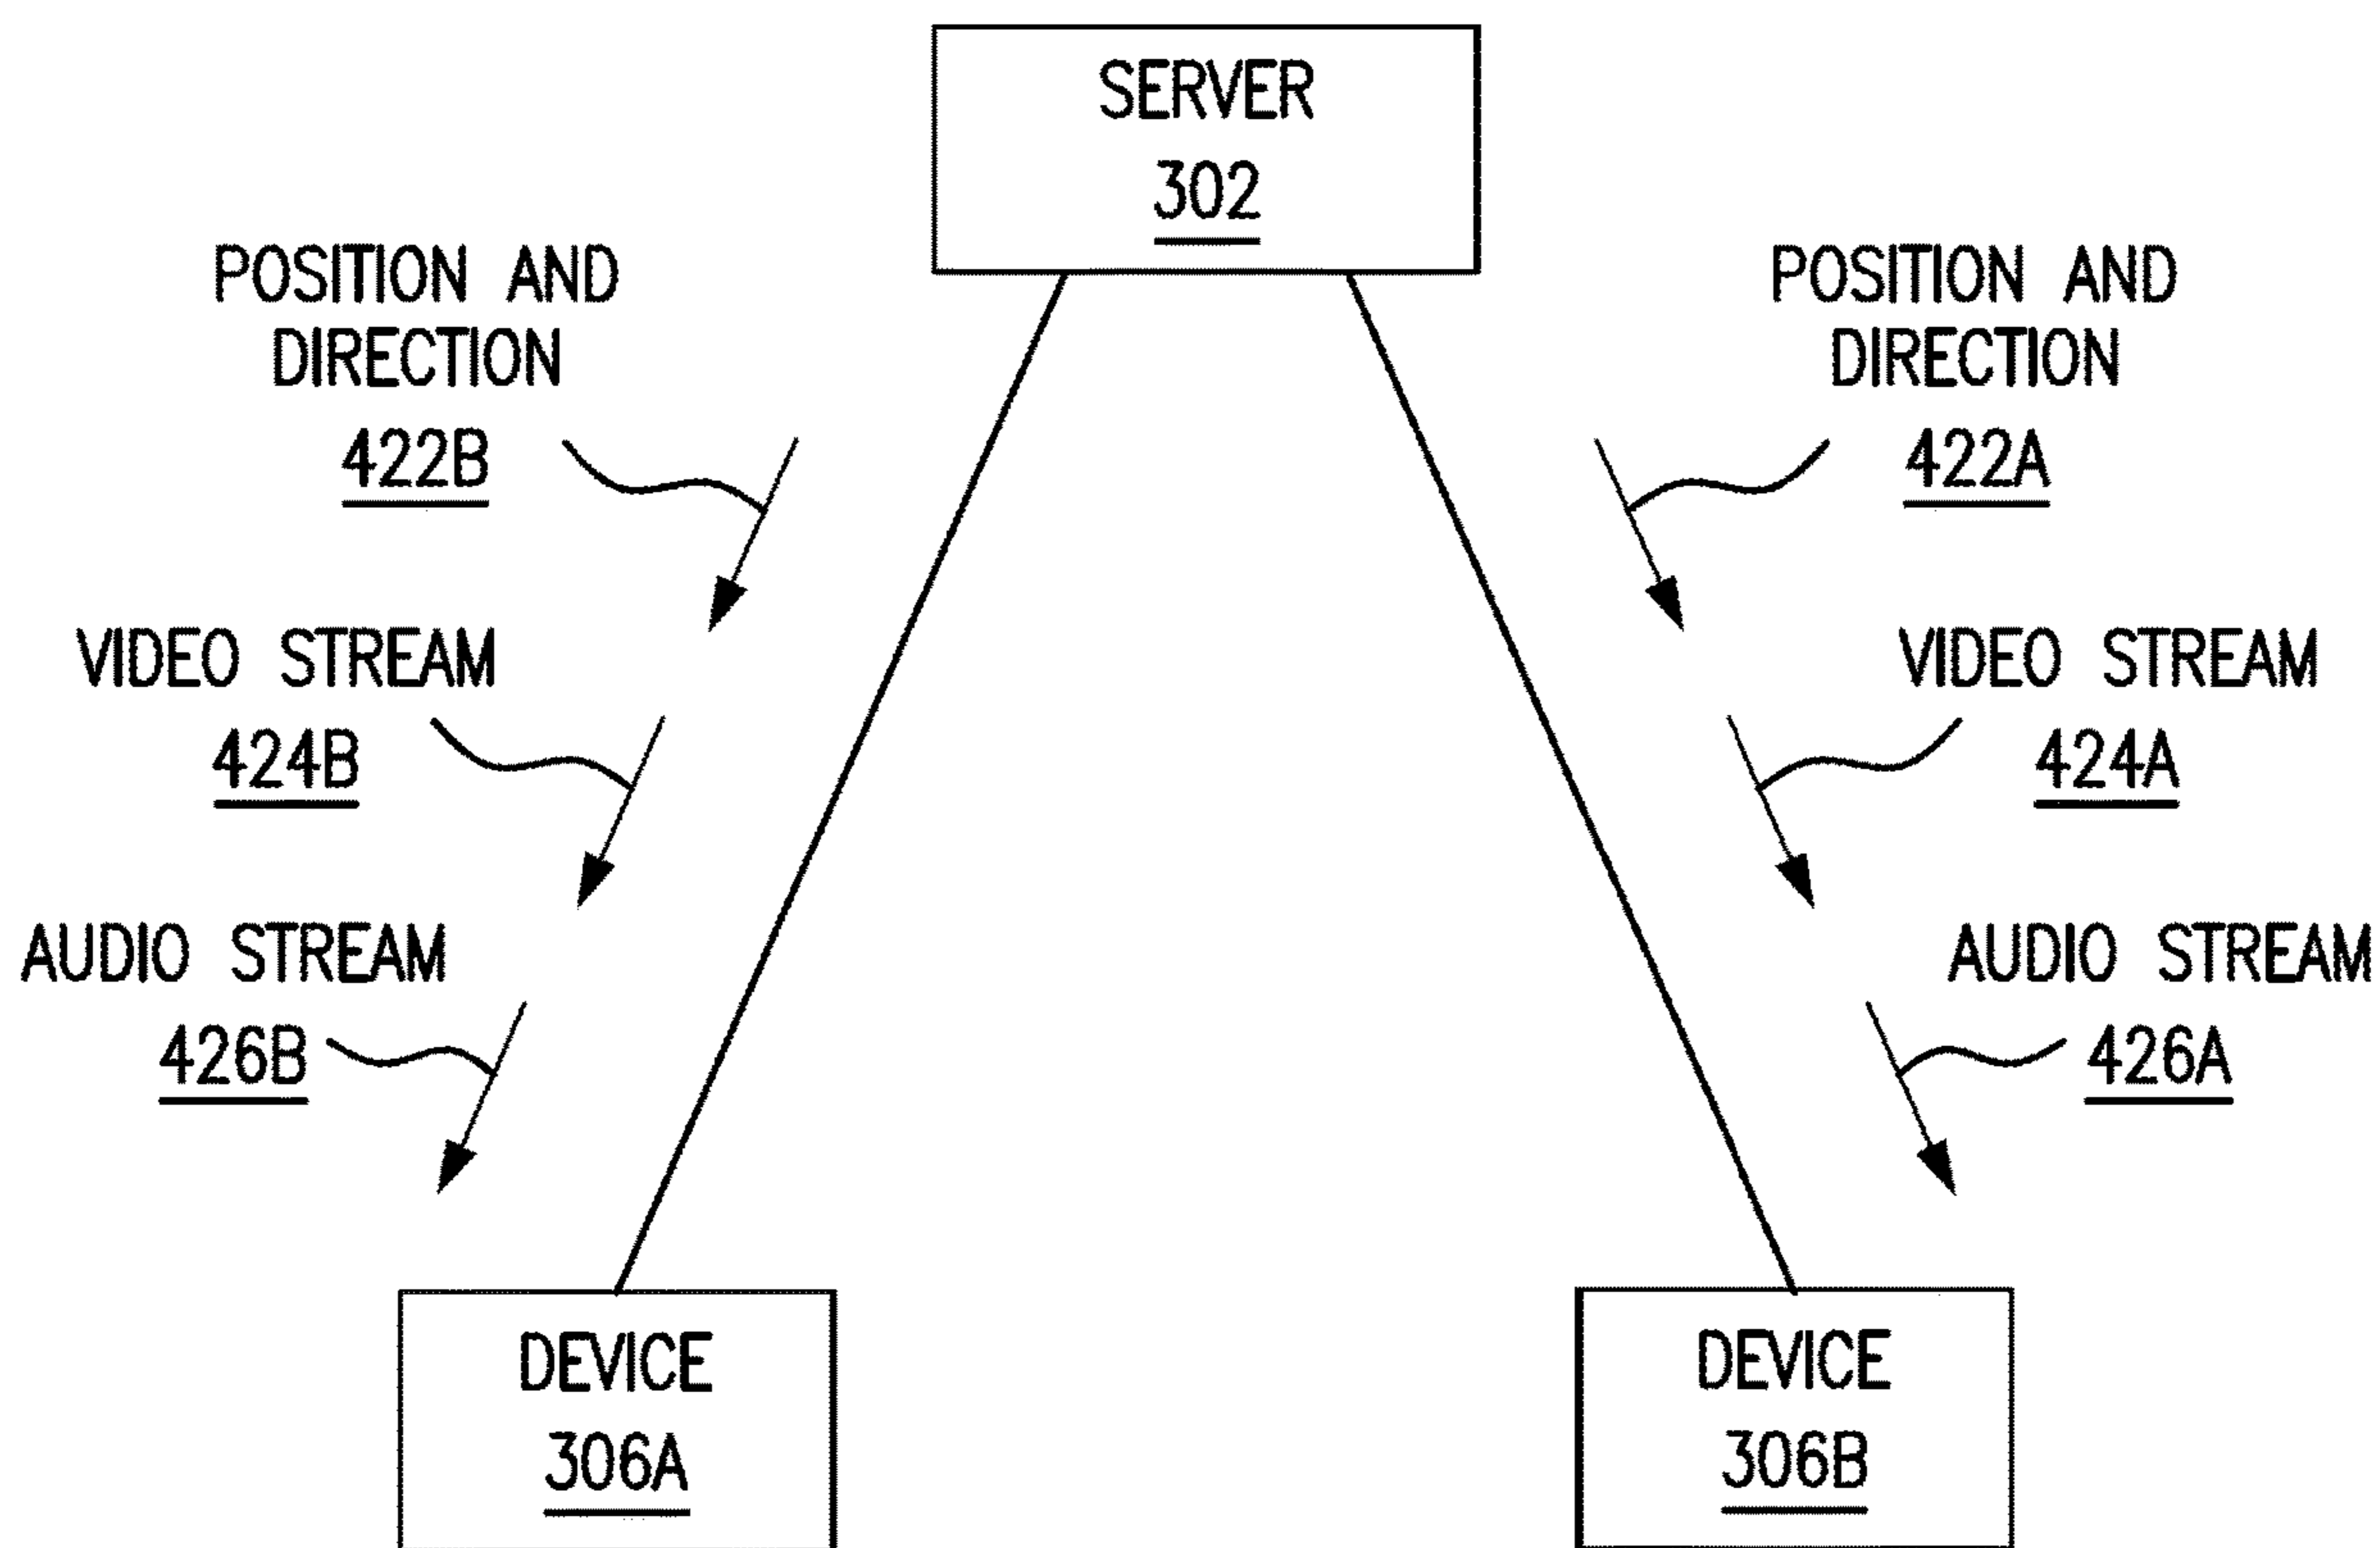 SERVER
302
POSITION AND
DIRECTION
422B
POSITION AND
DIRECTION
422A
VIDEO STREAM
424B
VIDEO STREAM
424A
AUDIO STREAM
426B
AUDIO STREAM
426A
DEVICE
306A
DEVICE
306B